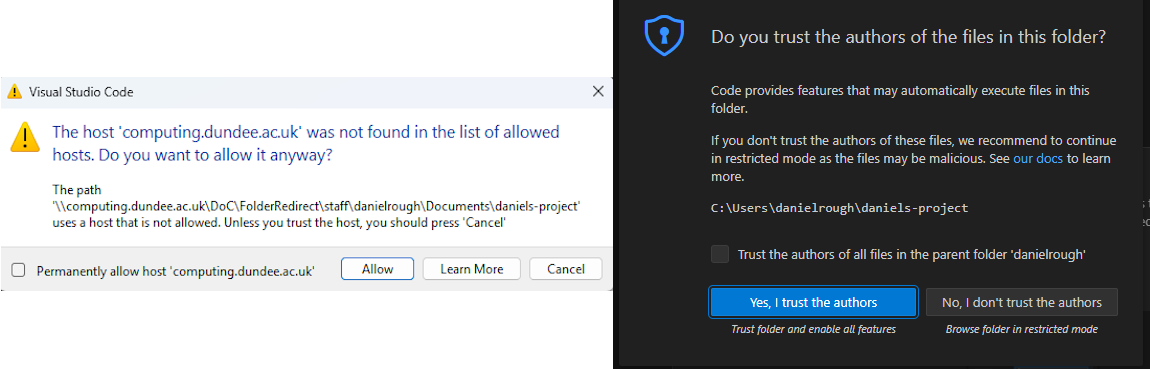 Visual Studio Code
The host 'computing.dundee.ac.uk' was not found in the list of allowed
hosts. Do you want to allow it anyway?
The path
'\\computing.dundee.ac.uk\DoC\FolderRedirect\staff\danielrough\Documents\daniels-project'
uses a host that is not allowed. Unless you trust the host, you should press 'Cancel'
Permanently allow host 'computing.dundee.ac.uk'
Allow
Learn More
Cancel
Do you trust the authors of the files in this folder?
Code provides features that may automatically execute files in this
folder.
If you don't trust the authors of these files, we recommend to continue
in restricted mode as the files may be malicious. See our docs to learn
more.
C:\Users\danielrough\daniels-project
Trust the authors of all files in the parent folder 'danielrough'
Yes, I trust the authors
No, I don't trust the authors
Trust folder and enable all features
Browse folder in restricted mode